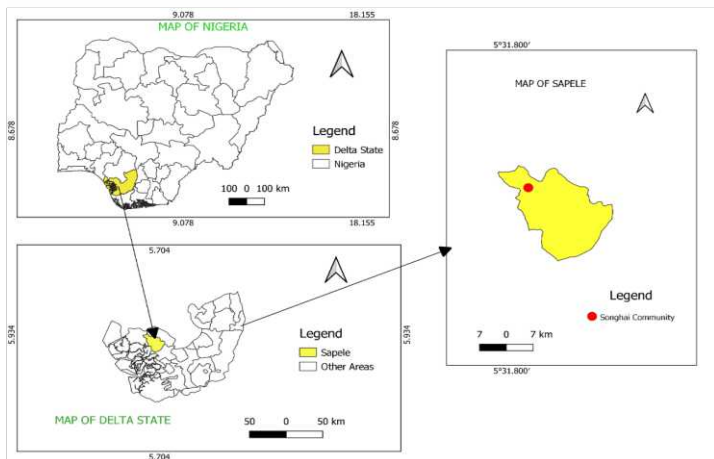 9.078
18.155
MAP OF NIGERIA
8.678
8.678
Legend
Delta State
Nigeria
100 0 100 km
9.078
18.155
5.704
5.934
5.934
Legend
Sapele
Other Areas
MAP OF DELTA STATE
50 0 50 km
5.704
5°31.800'
MAP OF SAPELE
Legend
Songhai Community
7 0 7 km
5°31.800'